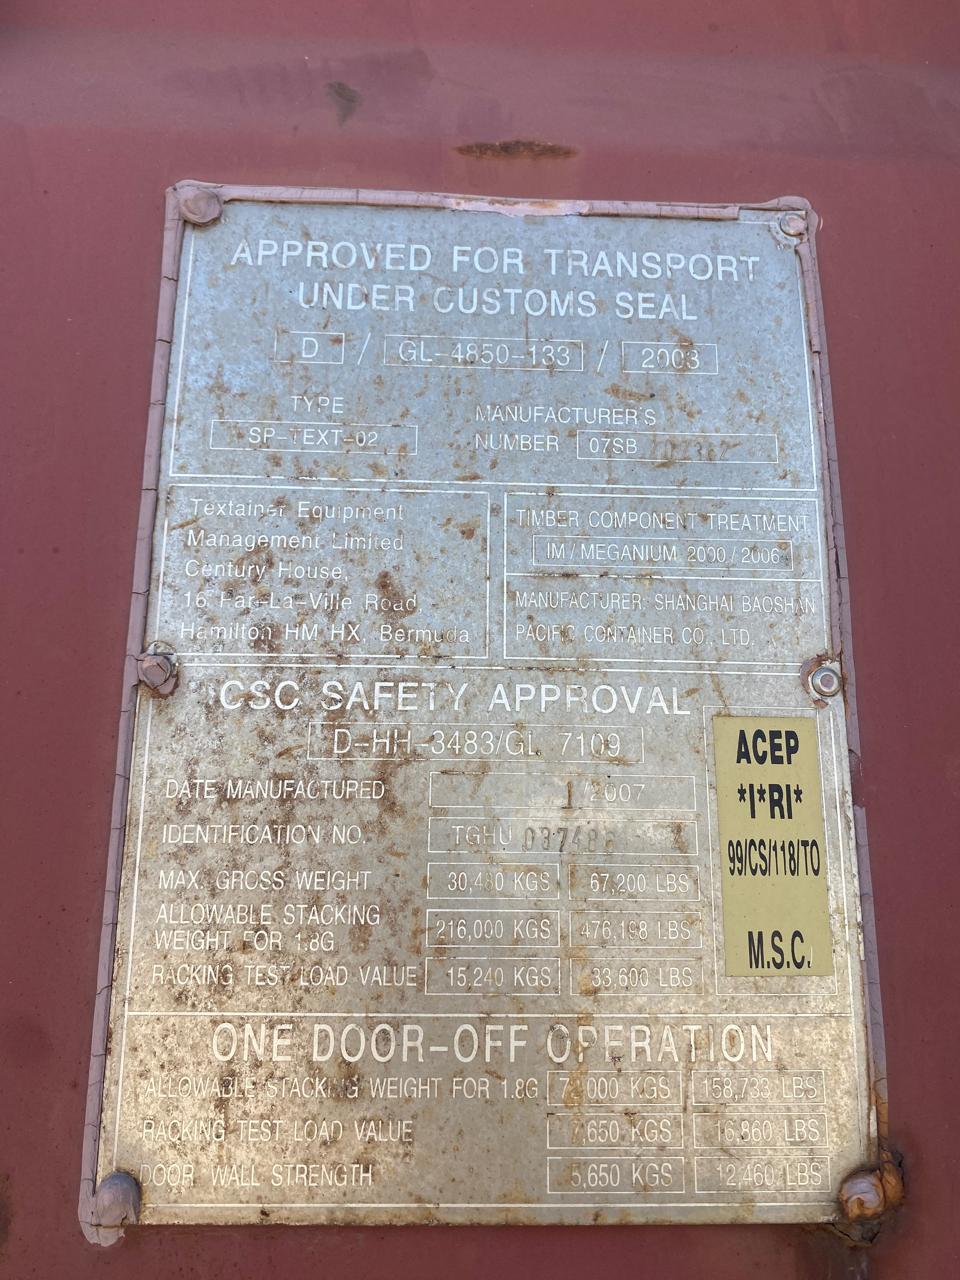 APPROVED FOR TRANSPORT
UNDER CUSTOMS SEAL
D / GL-4850-133 / 2003
TYPE
SP-TEXT-02
MANUFACTURER'S
NUMBER 07SB
Textainer Equipment
Management Limited
Century House,
16 Par-La-Ville Road,
Hamilton HM HX, Bermuda
TIMBER COMPONENT TREATMENT
IM / MEGANIUM 2000 / 2006
MANUFACTURER: SHANGHAI BAOSHAN
PACIFIC CONTAINER CO., LTD.
CSC SAFETY APPROVAL
D-HH-3483/GL 7109
DATE MANUFACTURED 1/2007
IDENTIFICATION NO. TGHU
MAX. GROSS WEIGHT 30,480 KGS 67,200 LBS
ALLOWABLE STACKING
WEIGHT FOR 1.8G 216,000 KGS 476,198 LBS
RACKING TEST LOAD VALUE 15,240 KGS 33,600 LBS
ACEP
*I*RI*
99/CS/118/TO
M.S.C.
ONE DOOR-OFF OPERATION
ALLOWABLE STACKING WEIGHT FOR 1.8G 72,000 KGS 158,733 LBS
RACKING TEST LOAD VALUE 7,650 KGS 16,860 LBS
DOOR WALL STRENGTH 5,650 KGS 12,460 LBS